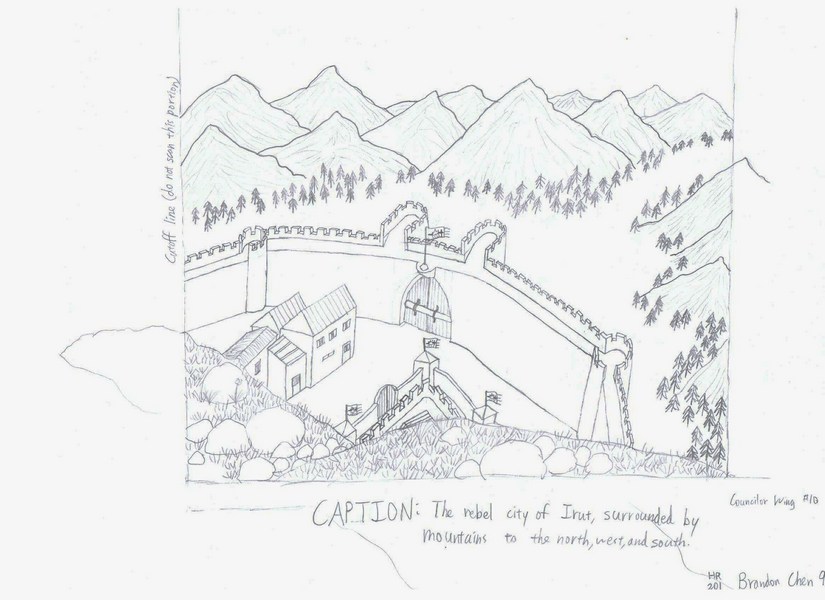 Cutoff line (do not scan this portion)
CAPTION: The rebel city of Irut, surrounded by
mountains to the north, west, and south.
Councilor Wing #10
HR
201
Brandon Chen 9